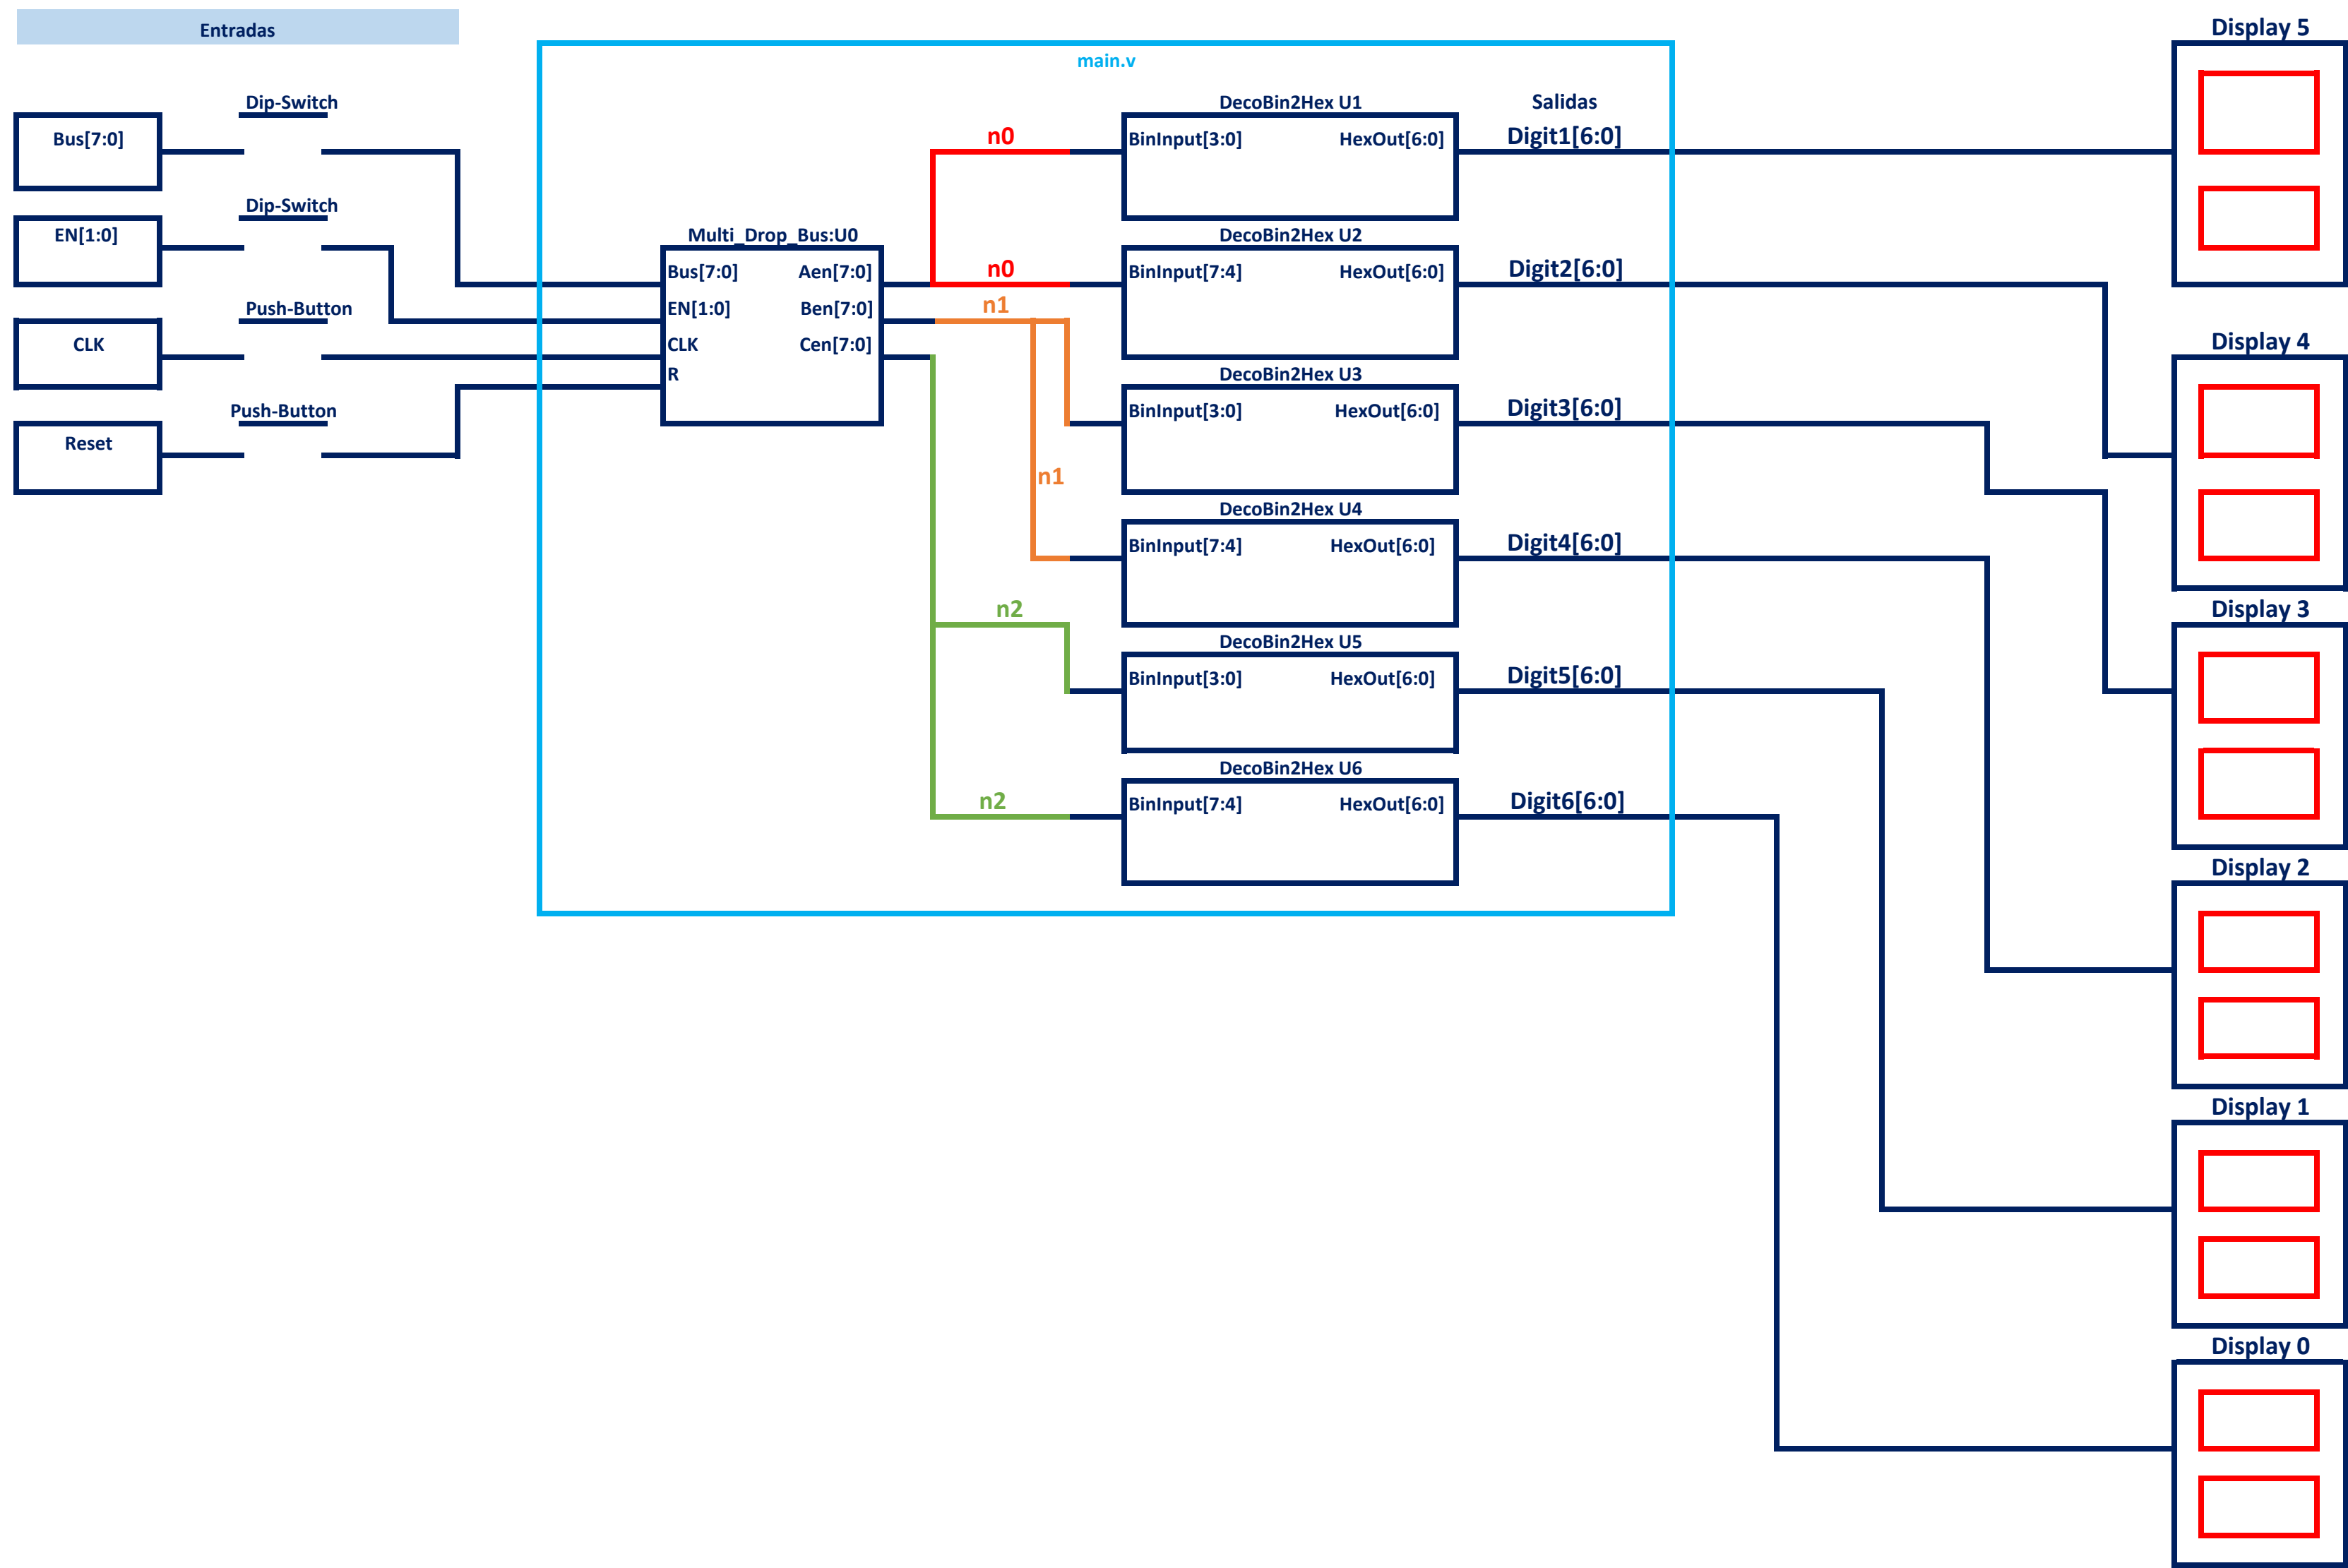 Entradas
Bus[7:0]
Dip-Switch
EN[1:0]
Dip-Switch
CLK
Push-Button
Reset
Push-Button
main.v
Multi_Drop_Bus:U0
Bus[7:0] Aen[7:0]
EN[1:0] Ben[7:0]
CLK Cen[7:0]
R
n0
n0
n1
n1
n2
n2
DecoBin2Hex U1
BinInput[3:0] HexOut[6:0]
DecoBin2Hex U2
BinInput[7:4] HexOut[6:0]
DecoBin2Hex U3
BinInput[3:0] HexOut[6:0]
DecoBin2Hex U4
BinInput[7:4] HexOut[6:0]
DecoBin2Hex U5
BinInput[3:0] HexOut[6:0]
DecoBin2Hex U6
BinInput[7:4] HexOut[6:0]
Salidas
Digit1[6:0]
Digit2[6:0]
Digit3[6:0]
Digit4[6:0]
Digit5[6:0]
Digit6[6:0]
Display 5
Display 4
Display 3
Display 2
Display 1
Display 0